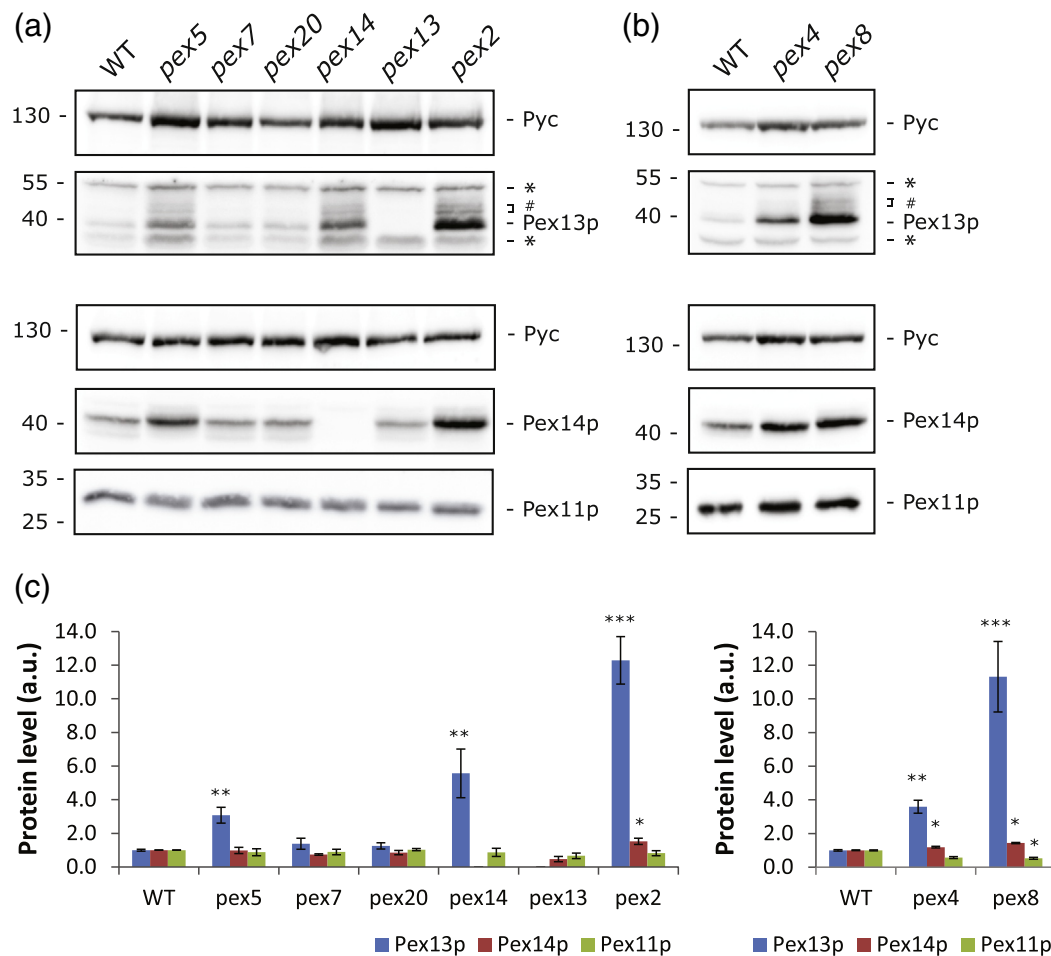 (a)
WT pex5 pex7 pex20 pex14 pex13 pex2
130 - - Pyc
55 - - *
#
40 - - Pex13p
- *
130 - - Pyc
40 - - Pex14p
35 -
- Pex11p
25 -
(b)
WT pex4 pex8
130 - - Pyc
55 - - *
#
40 - - Pex13p
- *
130 - - Pyc
40 - - Pex14p
35 -
25 - - Pex11p
(c)
Protein level (a.u.)
14.0
12.0
10.0
8.0
6.0
4.0
2.0
0.0
** ** *** *
WT pex5 pex7 pex20 pex14 pex13 pex2
Pex13p Pex14p Pex11p
Protein level (a.u.)
14.0
12.0
10.0
8.0
6.0
4.0
2.0
0.0
** * *** * *
WT pex4 pex8
Pex13p Pex14p Pex11p